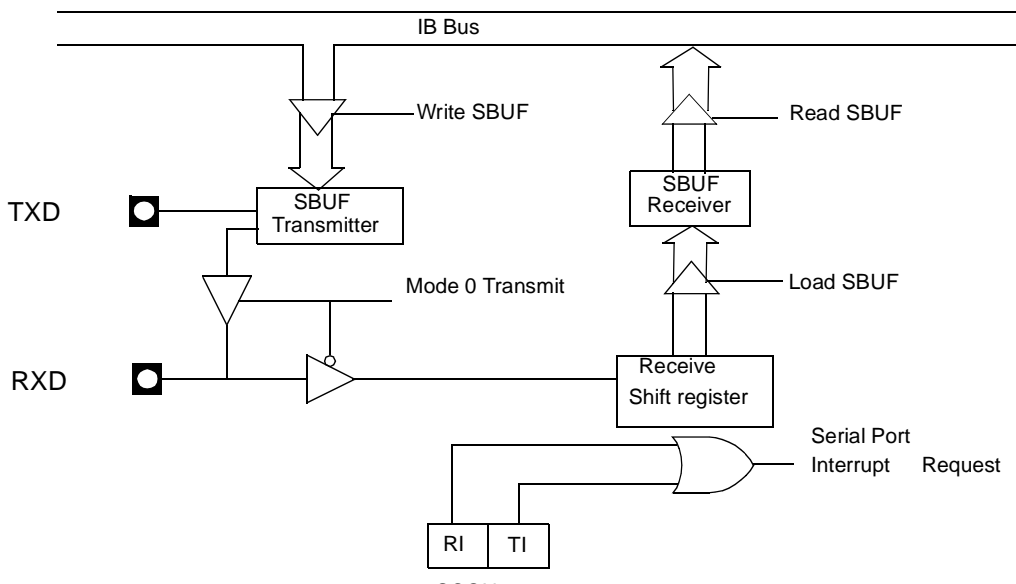 IB Bus
Write SBUF
Read SBUF
SBUF
Transmitter
SBUF
Receiver
TXD
Load SBUF
Mode 0 Transmit
RXD
Receive
Shift register
Serial Port
Interrupt Request
RI
TI